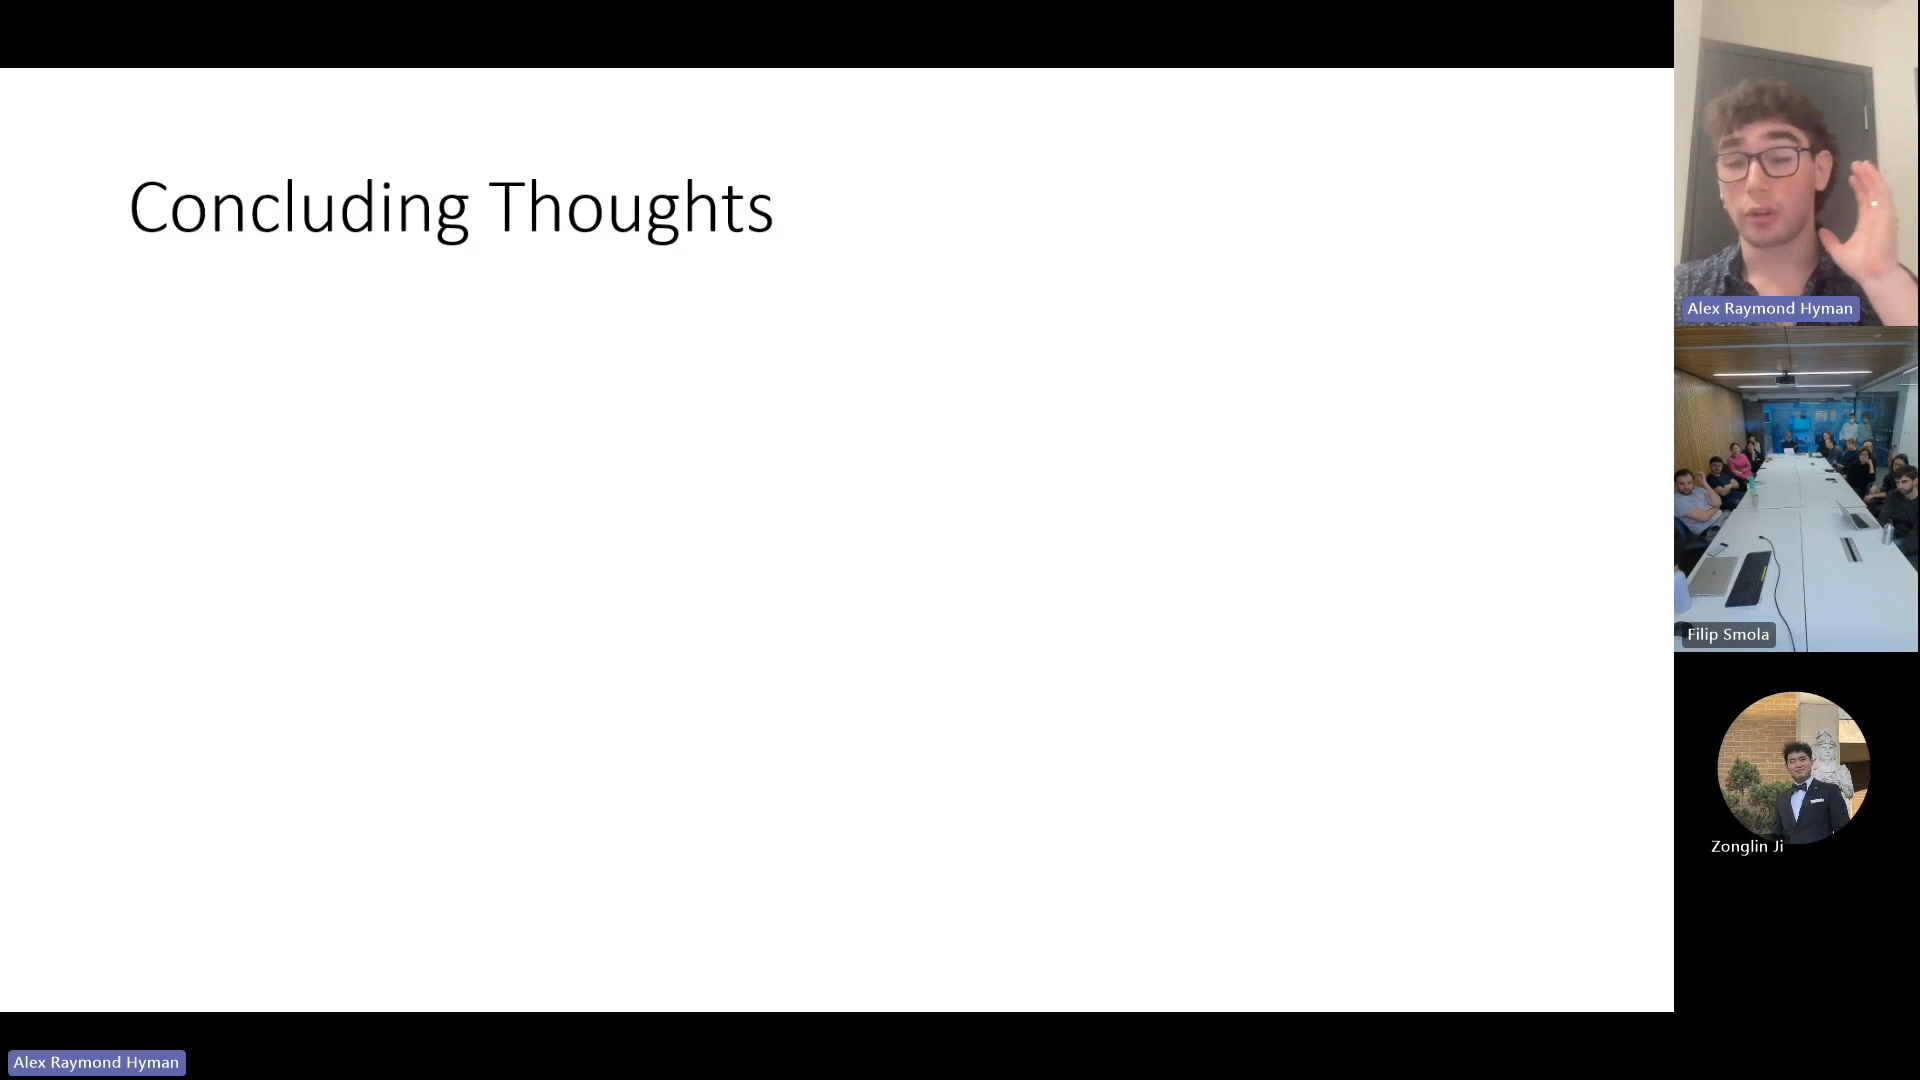 Concluding Thoughts
Alex Raymond Hyman
Filip Smola
Zonglin Ji
Alex Raymond Hyman